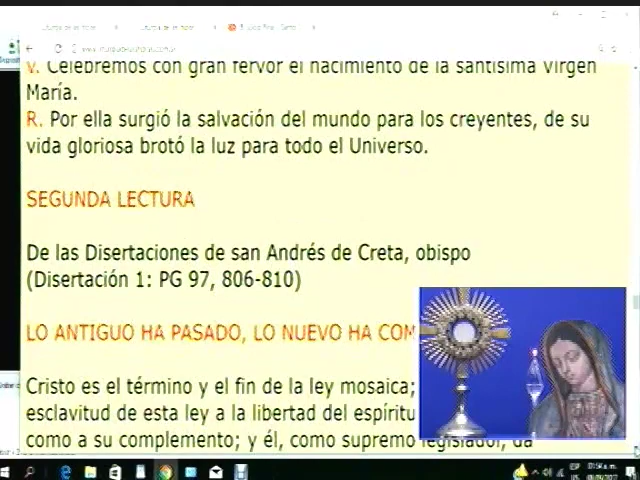 V. Celebremos con gran fervor el nacimiento de la santísima Virgen
María.
R. Por ella surgió la salvación del mundo para los creyentes, de su
vida gloriosa brotó la luz para todo el Universo.
SEGUNDA LECTURA
De las Disertaciones de san Andrés de Creta, obispo
(Disertación 1: PG 97, 806-810)
LO ANTIGUO HA PASADO, LO NUEVO HA COM
Cristo es el término y el fin de la ley mosaica;
esclavitud de esta ley a la libertad del espíritu
como a su complemento; y él, como supremo legislador, da
ESP